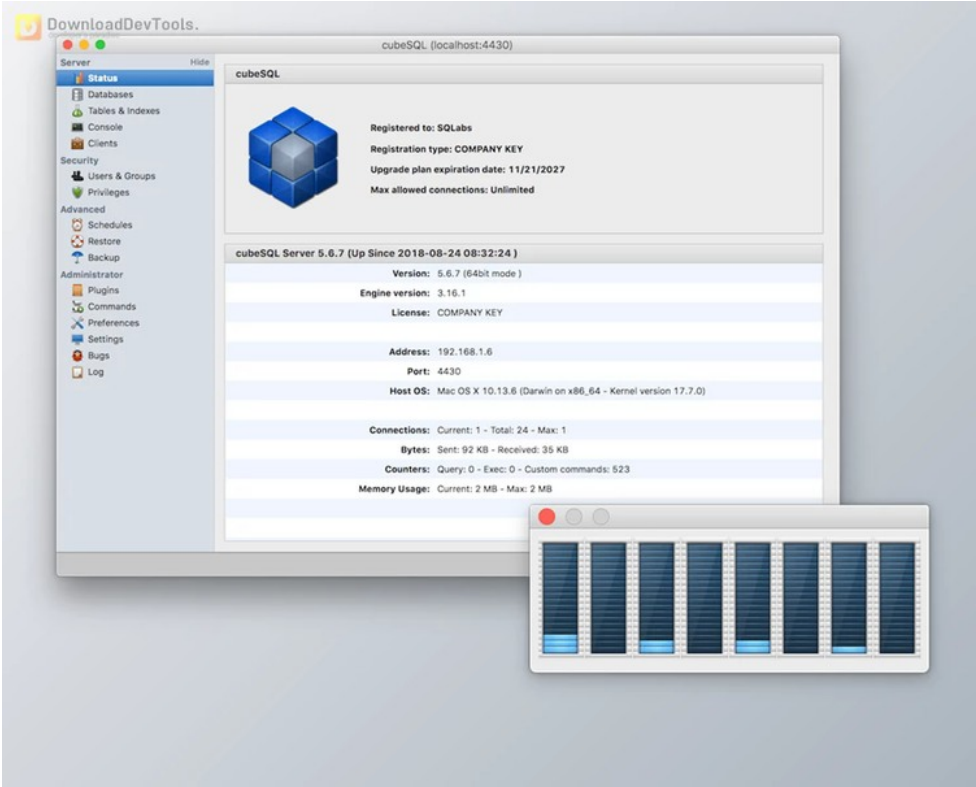 DownloadDevTools.
developer's paradise
cubeSQL (localhost:4430)
Server Hide
Status
Databases
Tables & Indexes
Console
Clients
Security
Users & Groups
Privileges
Advanced
Schedules
Restore
Backup
Administrator
Plugins
Commands
Preferences
Settings
Bugs
Log
cubeSQL
Registered to: SQLabs
Registration type: COMPANY KEY
Upgrade plan expiration date: 11/21/2027
Max allowed connections: Unlimited
cubeSQL Server 5.6.7 (Up Since 2018-08-24 08:32:24 )
Version: 5.6.7 (64bit mode )
Engine version: 3.16.1
License: COMPANY KEY
Address: 192.168.1.6
Port: 4430
Host OS: Mac OS X 10.13.6 (Darwin on x86_64 - Kernel version 17.7.0)
Connections: Current: 1 - Total: 24 - Max: 1
Bytes: Sent: 92 KB - Received: 35 KB
Counters: Query: 0 - Exec: 0 - Custom commands: 523
Memory Usage: Current: 2 MB - Max: 2 MB